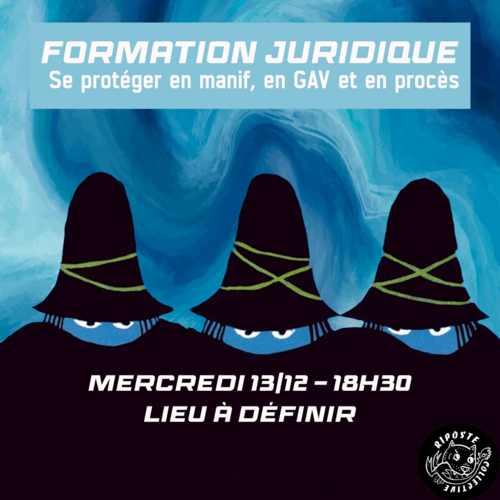 FORMATION JURIDIQUE
Se protéger en manif, en GAV et en procès
MERCREDI 13/12 - 18H30
LIEU À DÉFINIR
RIPOSTE
COLLECTIVE